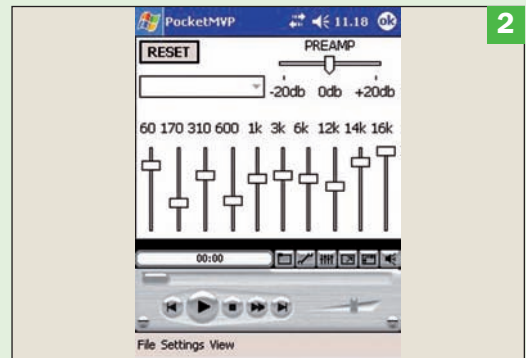 PocketMVP 11.18 ok
2
RESET
PREAMP
-20db 0db +20db
60 170 310 600 1k 3k 6k 12k 14k 16k
00:00
File Settings View